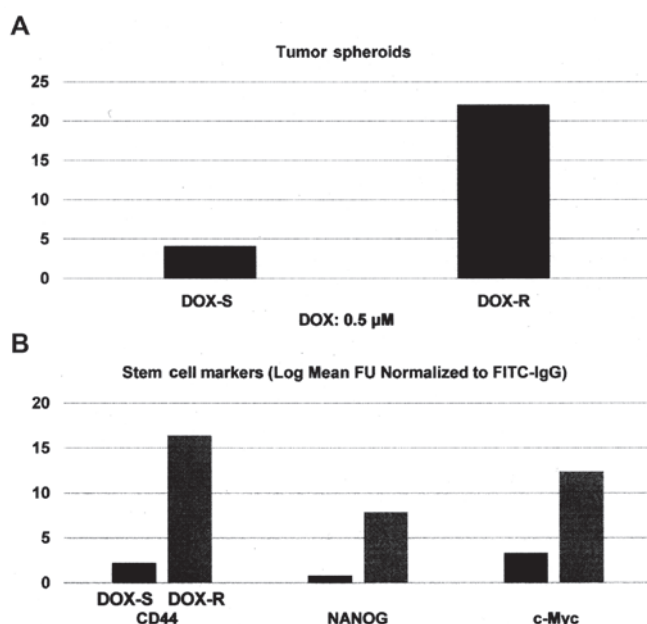 A
Tumor spheroids
25
20
15
10
5
0
DOX-S DOX-R
DOX: 0.5 µM
B
Stem cell markers (Log Mean FU Normalized to FITC-IgG)
20
15
10
5
0
DOX-S DOX-R
CD44 NANOG c-Myc